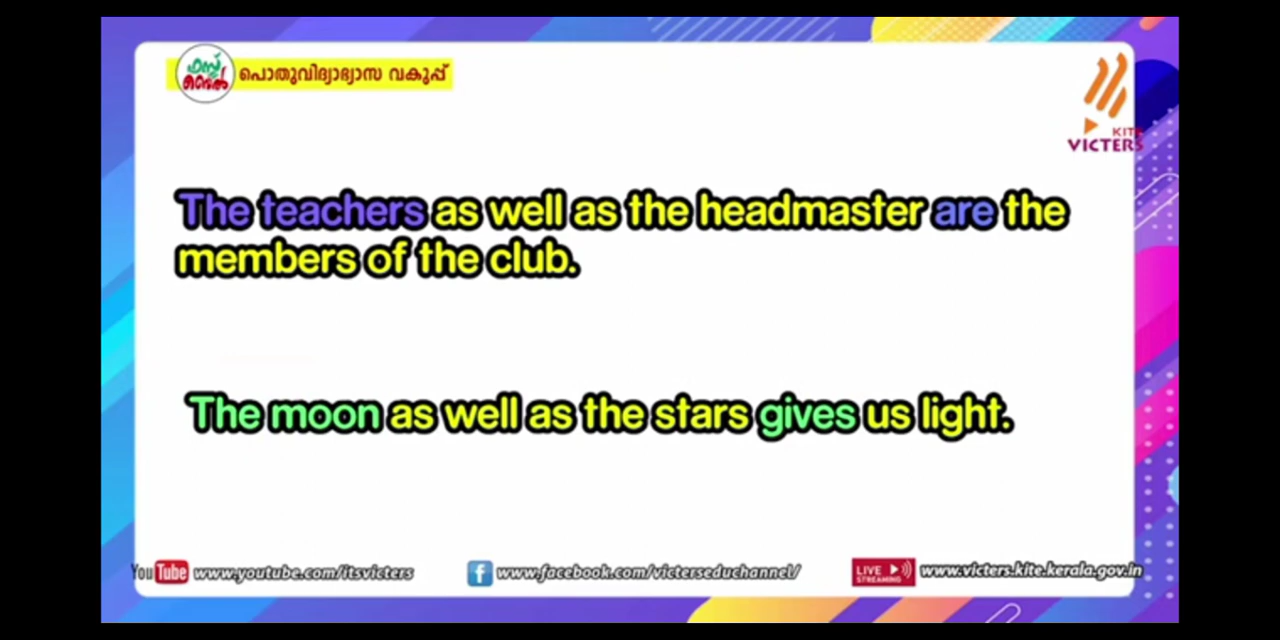 ഫസ്റ്റ്
ബെൽ
പൊതുവിദ്യാഭ്യാസ വകുപ്പ്
KITE
VICTERS
The teachers as well as the headmaster are the
members of the club.
The moon as well as the stars gives us light.
YouTube www.youtube.com/itsvicters
f www.facebook.com/victerseduchannel/
LIVE STREAMING www.victers.kite.kerala.gov.in